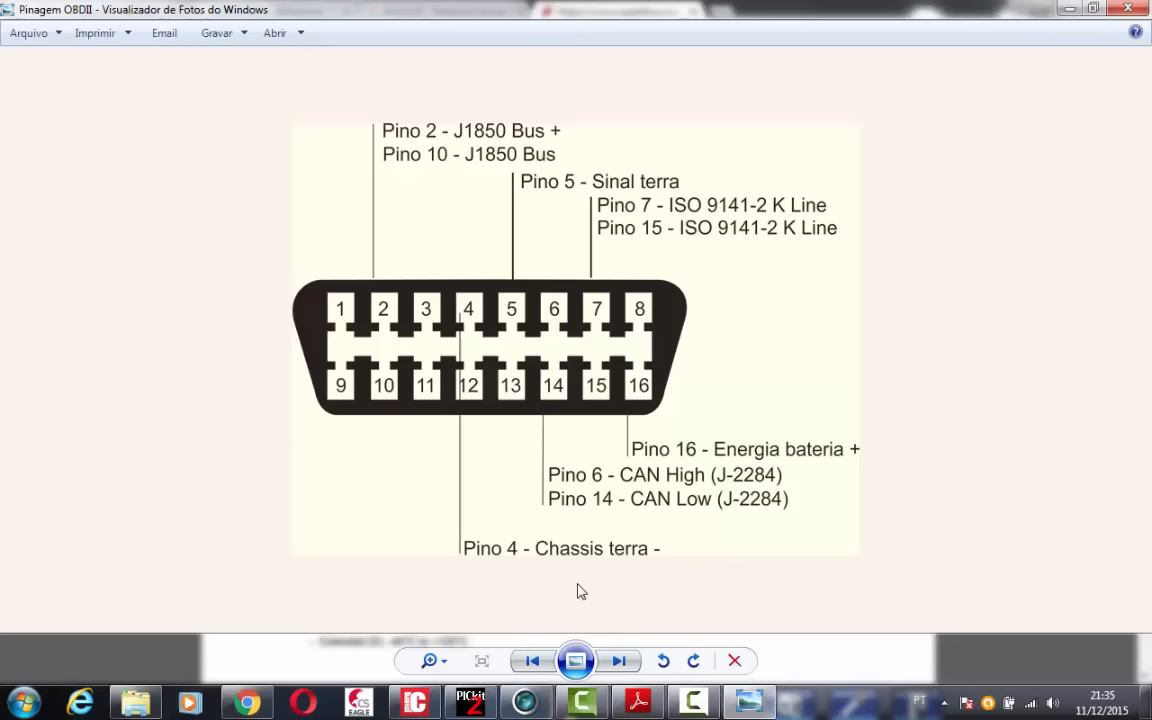 Pinagem OBDII - Visualizador de Fotos do Windows
Arquivo Imprimir Email Gravar Abrir
Pino 2 - J1850 Bus +
Pino 10 - J1850 Bus
Pino 5 - Sinal terra
Pino 7 - ISO 9141-2 K Line
Pino 15 - ISO 9141-2 K Line
1 2 3 4 5 6 7 8
9 10 11 12 13 14 15 16
Pino 16 - Energia bateria +
Pino 6 - CAN High (J-2284)
Pino 14 - CAN Low (J-2284)
Pino 4 - Chassis terra -
CS EAGLE
PICkit 2
PT
21:35
11/12/2015